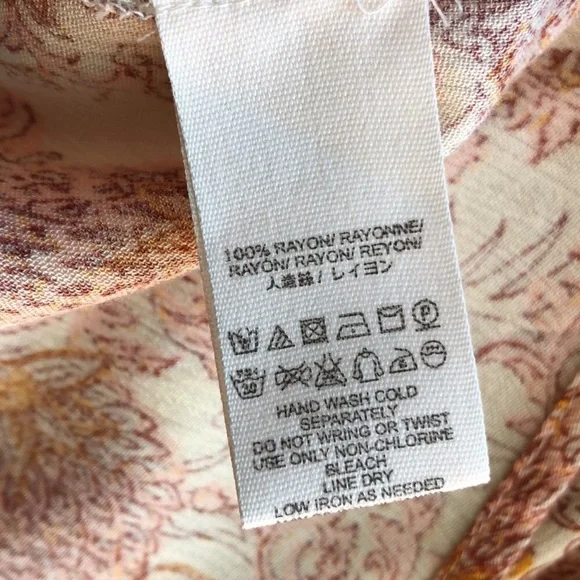 100% RAYON/ RAYONNE/
RAYÓN/ RAYON/ REYON/
人造絲 / レイヨン
HAND WASH COLD
SEPARATELY
DO NOT WRING OR TWIST
USE ONLY NON-CHLORINE
BLEACH
LINE DRY
LOW IRON AS NEEDED